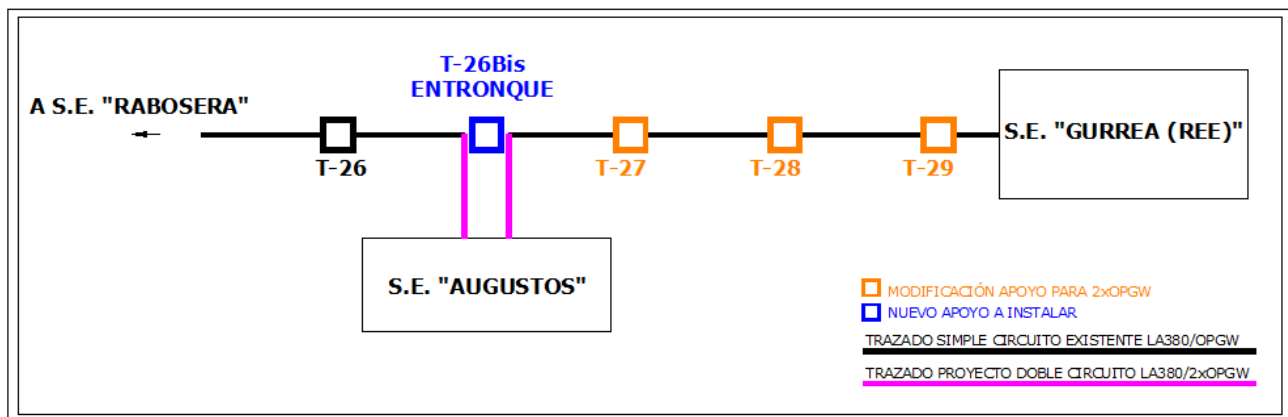 T-26Bis
ENTRONQUE
A S.E. "RABOSERA"
S.E. "GURREA (REE)"
T-26
T-27
T-28
T-29
S.E. "AUGUSTOS"
MODIFICACIÓN APOYO PARA 2xOPGW
NUEVO APOYO A INSTALAR
TRAZADO SIMPLE CIRCUITO EXISTENTE LA380/OPGW
TRAZADO PROYECTO DOBLE CIRCUITO LA380/2xOPGW